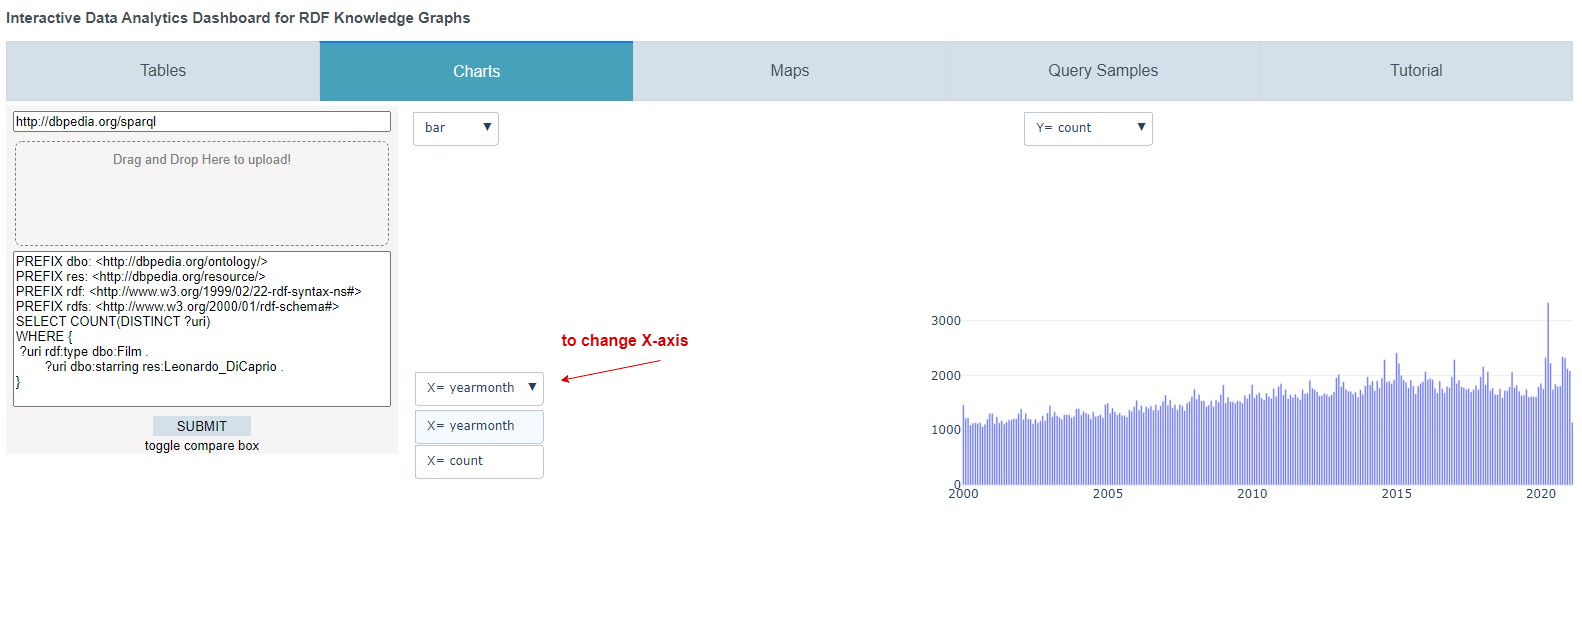 Interactive Data Analytics Dashboard for RDF Knowledge Graphs
Tables
Charts
Maps
Query Samples
Tutorial
http://dbpedia.org/sparql
Drag and Drop Here to upload!
PREFIX dbo: <http://dbpedia.org/ontology/>
PREFIX res: <http://dbpedia.org/resource/>
PREFIX rdf: <http://www.w3.org/1999/02/22-rdf-syntax-ns#>
PREFIX rdfs: <http://www.w3.org/2000/01/rdf-schema#>
SELECT COUNT(DISTINCT ?uri)
WHERE {
?uri rdf:type dbo:Film .
?uri dbo:starring res:Leonardo_DiCaprio .
}
SUBMIT
toggle compare box
bar
Y= count
to change X-axis
X= yearmonth
X= yearmonth
X= count
3000
2000
1000
0
2000
2005
2010
2015
2020